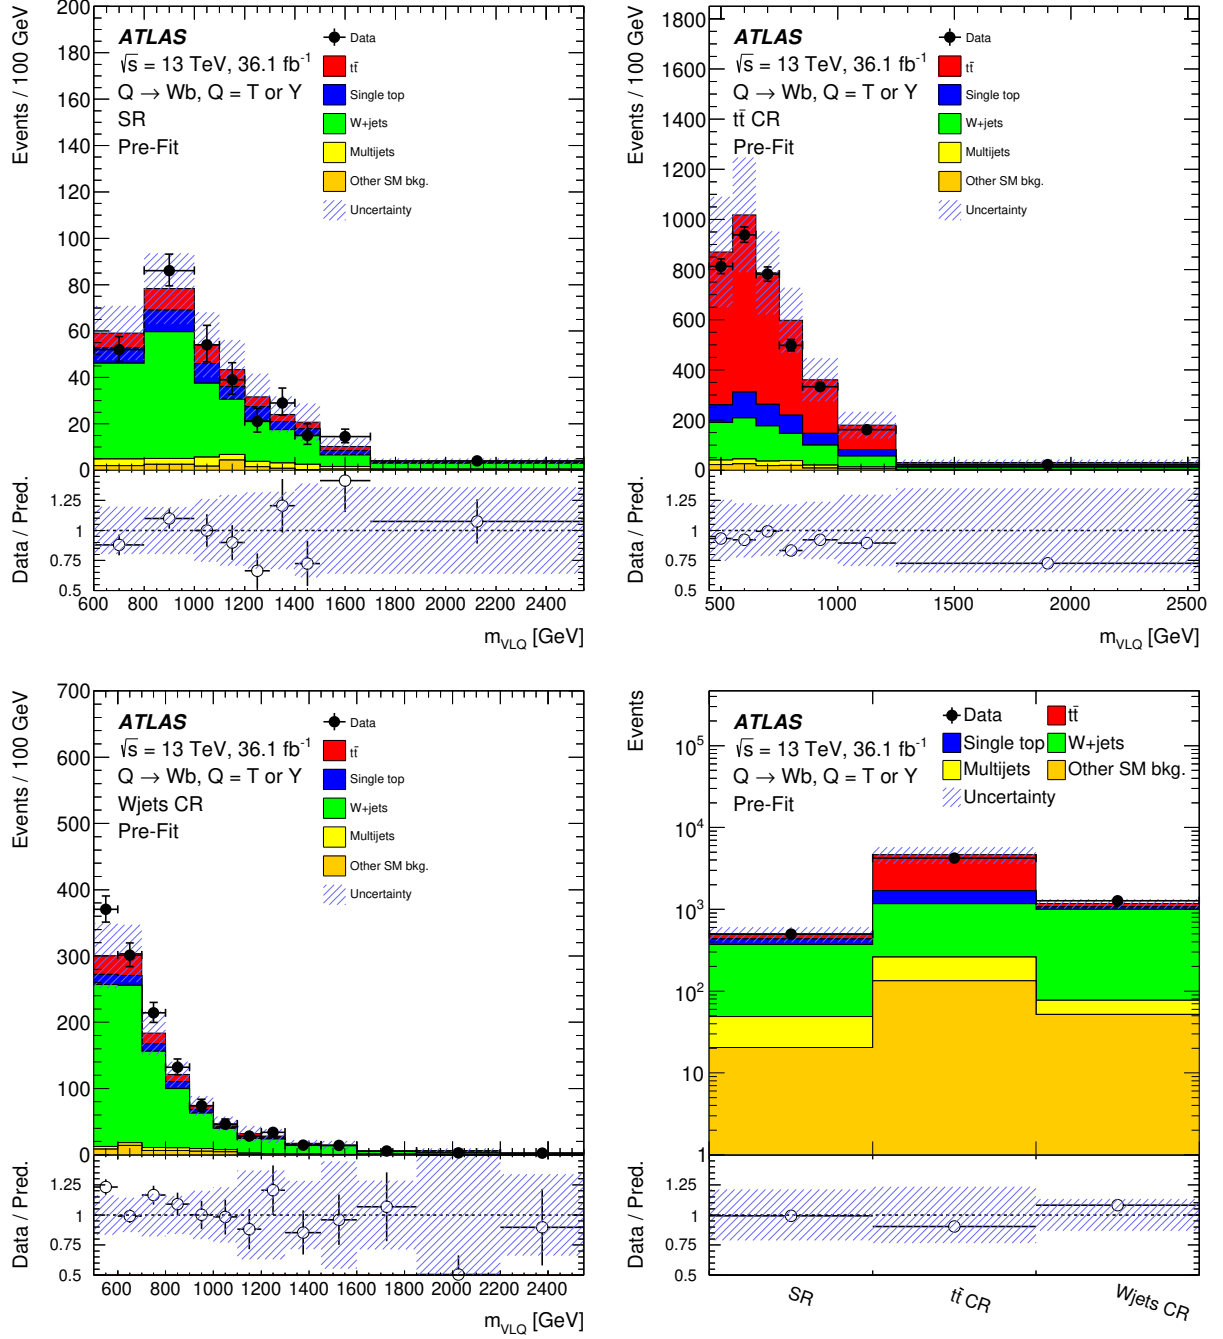 Events / 100 GeV
ATLAS
√s = 13 TeV, 36.1 fb⁻¹
Q → Wb, Q = T or Y
SR
Pre-Fit
Data
tt̄
Single top
W+jets
Multijets
Other SM bkg.
Uncertainty
200
180
160
140
120
100
80
60
40
20
0
Data / Pred.
1.25
1
0.75
0.5
600 800 1000 1200 1400 1600 1800 2000 2200 2400
m_VLQ [GeV]
Events / 100 GeV
ATLAS
√s = 13 TeV, 36.1 fb⁻¹
Q → Wb, Q = T or Y
tt̄ CR
Pre-Fit
Data
tt̄
Single top
W+jets
Multijets
Other SM bkg.
Uncertainty
1800
1600
1400
1200
1000
800
600
400
200
0
Data / Pred.
1.25
1
0.75
0.5
500 1000 1500 2000 2500
m_VLQ [GeV]
Events / 100 GeV
ATLAS
√s = 13 TeV, 36.1 fb⁻¹
Q → Wb, Q = T or Y
Wjets CR
Pre-Fit
Data
tt̄
Single top
W+jets
Multijets
Other SM bkg.
Uncertainty
700
600
500
400
300
200
100
0
Data / Pred.
1.25
1
0.75
0.5
600 800 1000 1200 1400 1600 1800 2000 2200 2400
m_VLQ [GeV]
Events
ATLAS
√s = 13 TeV, 36.1 fb⁻¹
Q → Wb, Q = T or Y
Pre-Fit
Data tt̄
Single top W+jets
Multijets Other SM bkg.
Uncertainty
10⁵
10⁴
10³
10²
10
1
Data / Pred.
1.25
1
0.75
0.5
SR tt̄ CR Wjets CR